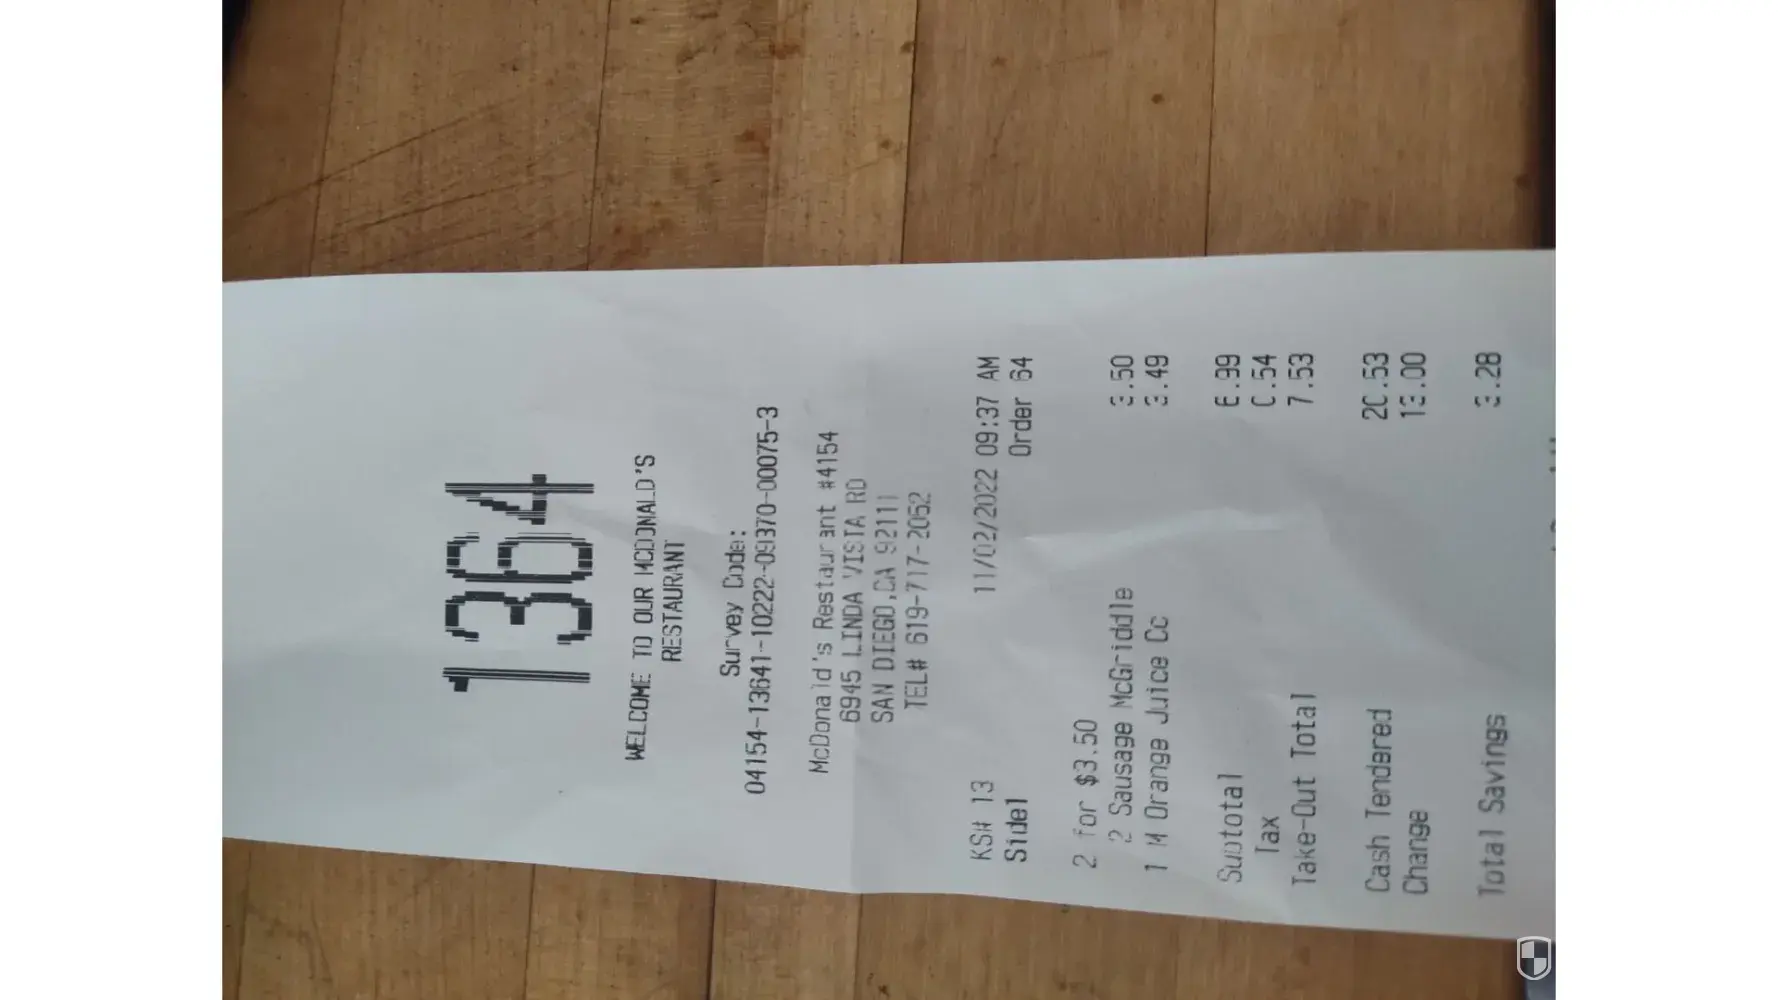 1364
WELCOME TO OUR MCDONALD'S
RESTAURANT
Survey Code:
04154-13641-10222-09370-00075-3
McDonald's Restaurant #4154
6945 LINDA VISTA RD
SAN DIEGO,CA 92111
TEL# 619-717-2052
KS# 13 11/02/2022 09:37 AM
Side1 Order 64
2 for $3.50
2 Sausage McGriddle 3.50
1 M Orange Juice Cc 3.49
Subtotal 6.99
Tax 0.54
Take-Out Total 7.53
Cash Tendered 20.53
Change 13.00
Total Savings 3.28